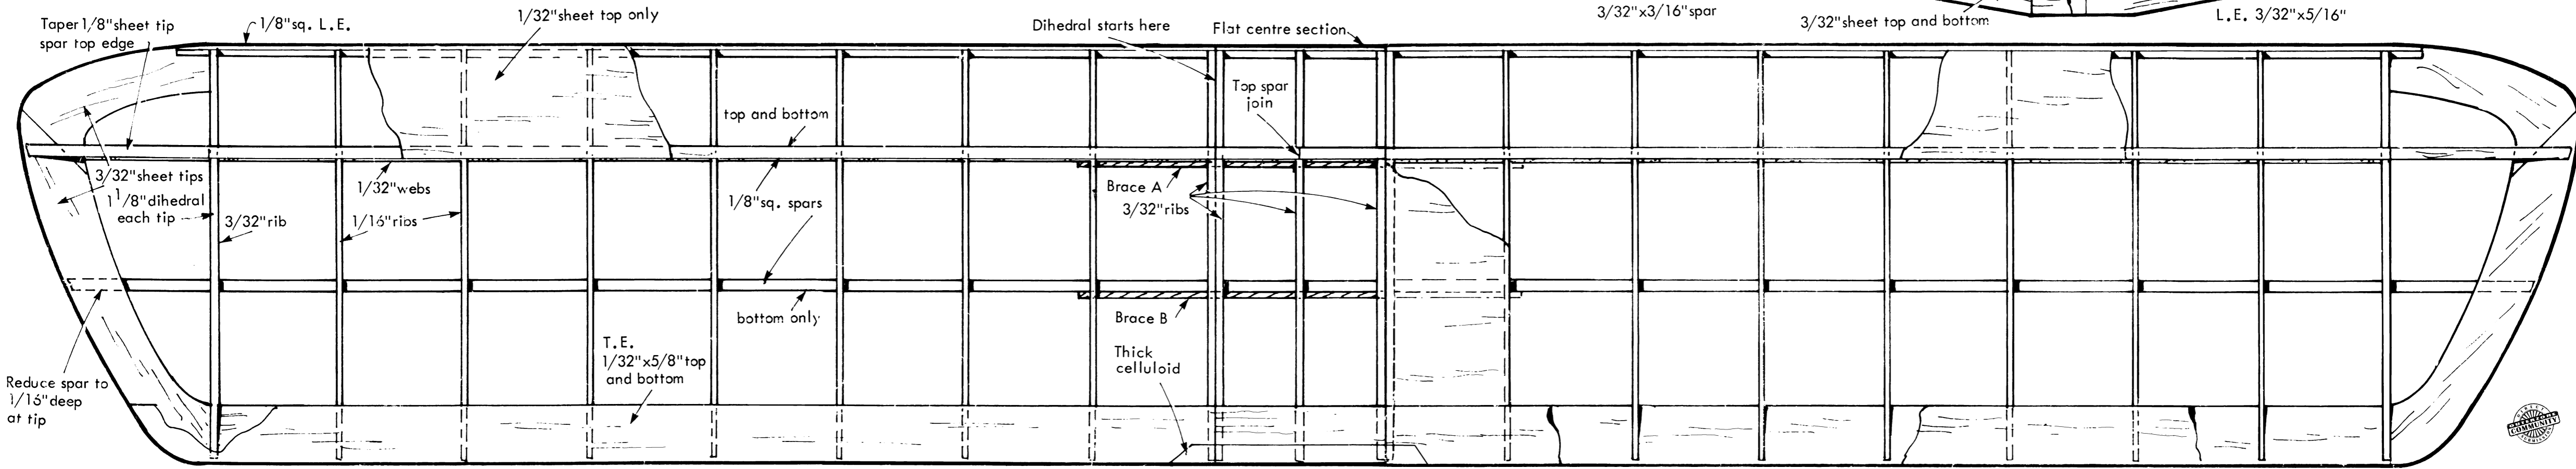 Taper 1/8" sheet tip
spar top edge
1/8"sq. L.E.
1/32"sheet top only
Dihedral starts here
Flat centre section
3/32"x3/16"spar
3/32"sheet top and bottom
L.E. 3/32"x5/16"
Top spar
join
top and bottom
3/32"sheet tips
1 1/8"dihedral
each tip
3/32"rib
1/32"webs
1/16"ribs
1/8"sq. spars
Brace A
3/32"ribs
bottom only
Brace B
T.E.
1/32"x5/8"top
and bottom
Thick
celluloid
Reduce spar to
1/16"deep
at tip
COMMUNITY